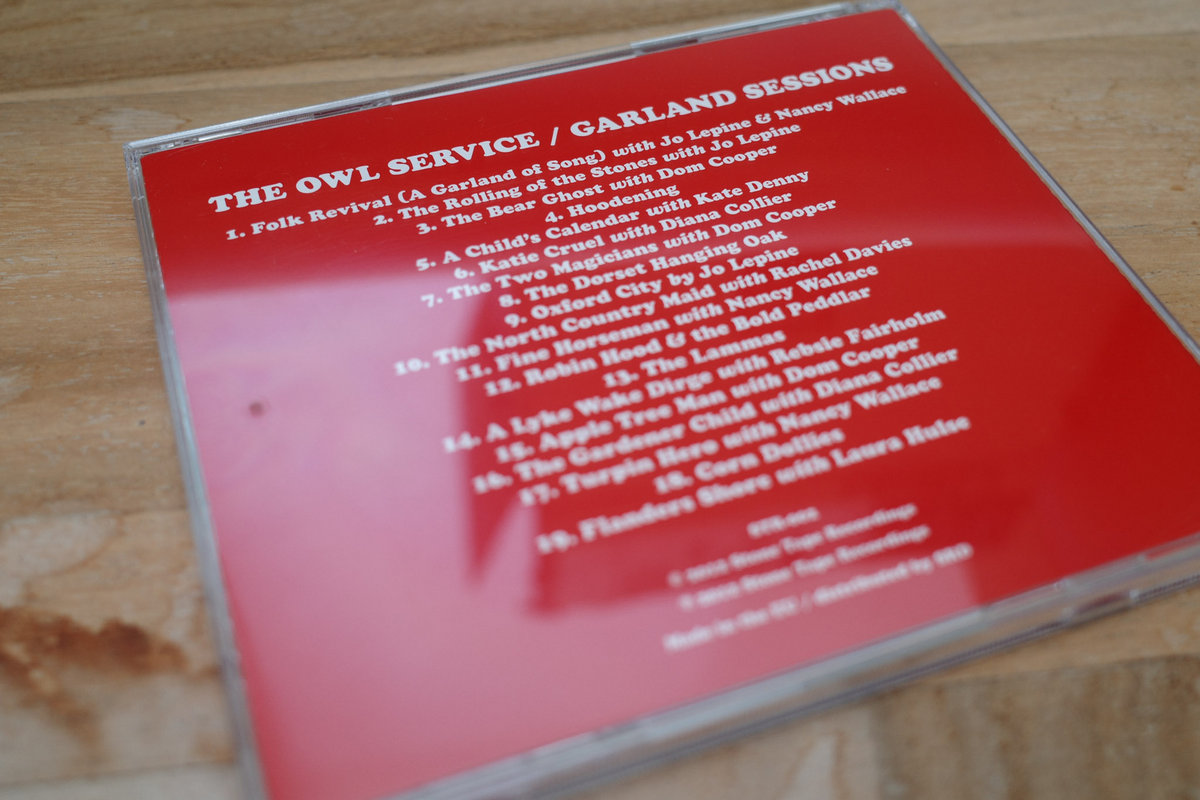 THE OWL SERVICE / GARLAND SESSIONS
1. Folk Revival (A Garland of Song) with Jo Lepine & Nancy Wallace
2. The Rolling of the Stones with Jo Lepine
3. The Bear Ghost with Dom Cooper
4. Hoodening
5. A Child's Calendar with Kate Denny
6. Katie Cruel with Diana Collier
7. The Two Magicians with Dom Cooper
8. The Dorset Hanging Oak
9. Oxford City by Jo Lepine
10. The North Country Maid with Rachel Davies
11. Fine Horseman with Nancy Wallace
12. Robin Hood & the Bold Peddlar
13. The Lammas
14. A Lyke Wake Dirge with Rebsie Fairholm
15. Apple Tree Man with Dom Cooper
16. The Gardener Child with Diana Collier
17. Turpin Hero with Nancy Wallace
18. Corn Dollies
19. Flanders Shore with Laura Hulse
Stone Tape Recordings
Stone Tape Recordings
Made in the / distributed by